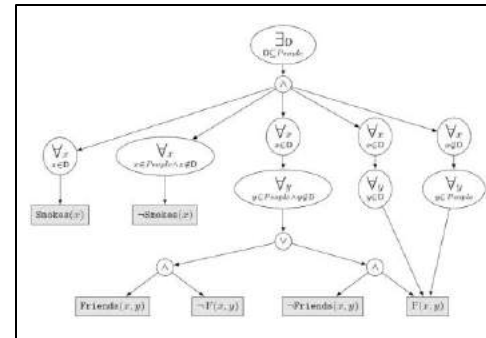 ∃D
D⊆People
∧
∀x
x∈D
∀x
x∈People∧x∉D
∀x
x∈D
∀x
∀x
Smokes(x)
¬Smokes(x)
∀y
y∈People∧y∉D
∀y
y∈D
∀y
y∈People
∨
∧
∧
Friends(x, y)
¬F(x, y)
¬Friends(x, y)
F(x, y)